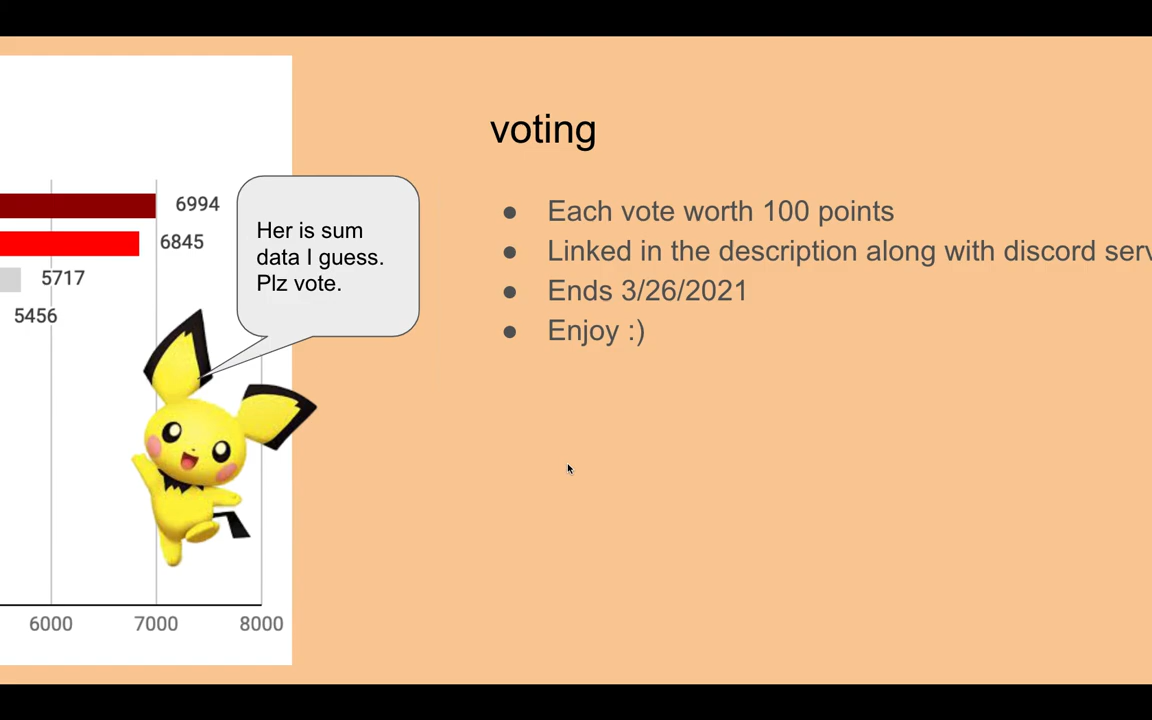 voting
6994
6845
5717
5456
Her is sum
data I guess.
Plz vote.
● Each vote worth 100 points
● Linked in the description along with discord
● Ends 3/26/2021
● Enjoy :)
6000 7000 8000